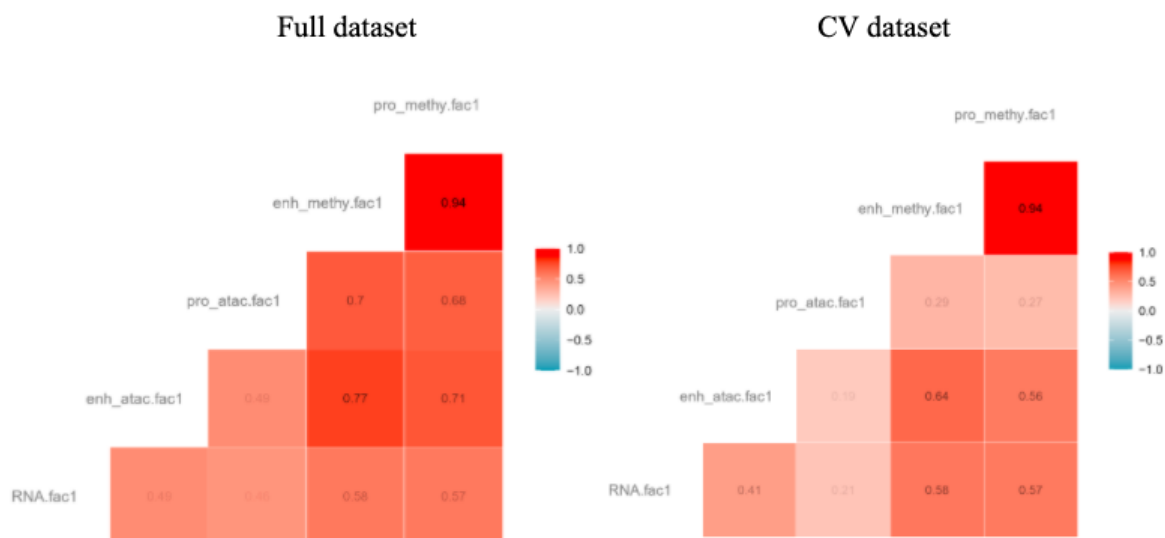 Full dataset
CV dataset
pro_methy.fac1
enh_methy.fac1
0.94
pro_atac.fac1
0.7 0.68
enh_atac.fac1
0.49 0.77 0.71
RNA.fac1
0.49 0.46 0.58 0.57
1.0
0.5
0.0
−0.5
−1.0
pro_methy.fac1
enh_methy.fac1
0.94
pro_atac.fac1
0.29 0.27
enh_atac.fac1
0.19 0.64 0.56
RNA.fac1
0.41 0.21 0.58 0.57
1.0
0.5
0.0
−0.5
−1.0